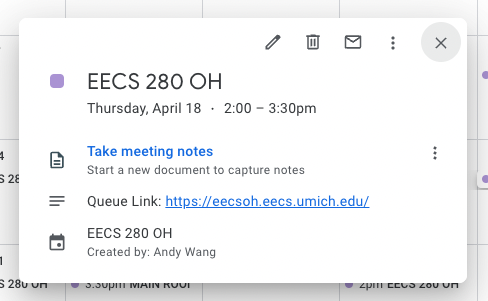 EECS 280 OH
Thursday, April 18 · 2:00 – 3:30pm
Take meeting notes
Start a new document to capture notes
Queue Link: https://eecsoh.eecs.umich.edu/
EECS 280 OH
Created by: Andy Wang
4
S 28
1
S 280 OH
3:30pm MAIN ROOM
2pm EECS 280 OH